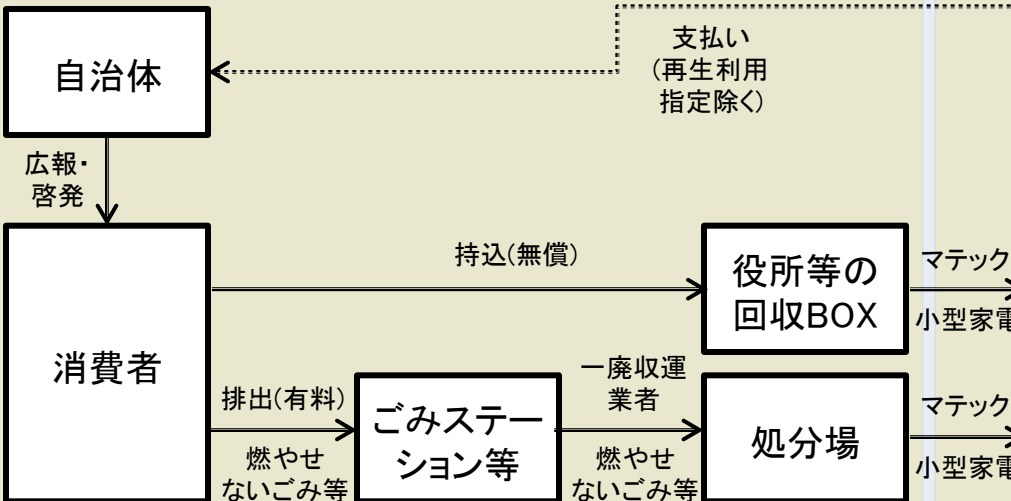 自治体
支払い
(再生利用
指定除く)
広報・
啓発
消費者
持込(無償)
役所等の
回収BOX
マテック
小型家電
排出(有料)
燃やせ
ないごみ等
ごみステー
ション等
一廃収運
業者
燃やせ
ないごみ等
処分場
マテック
小型家電